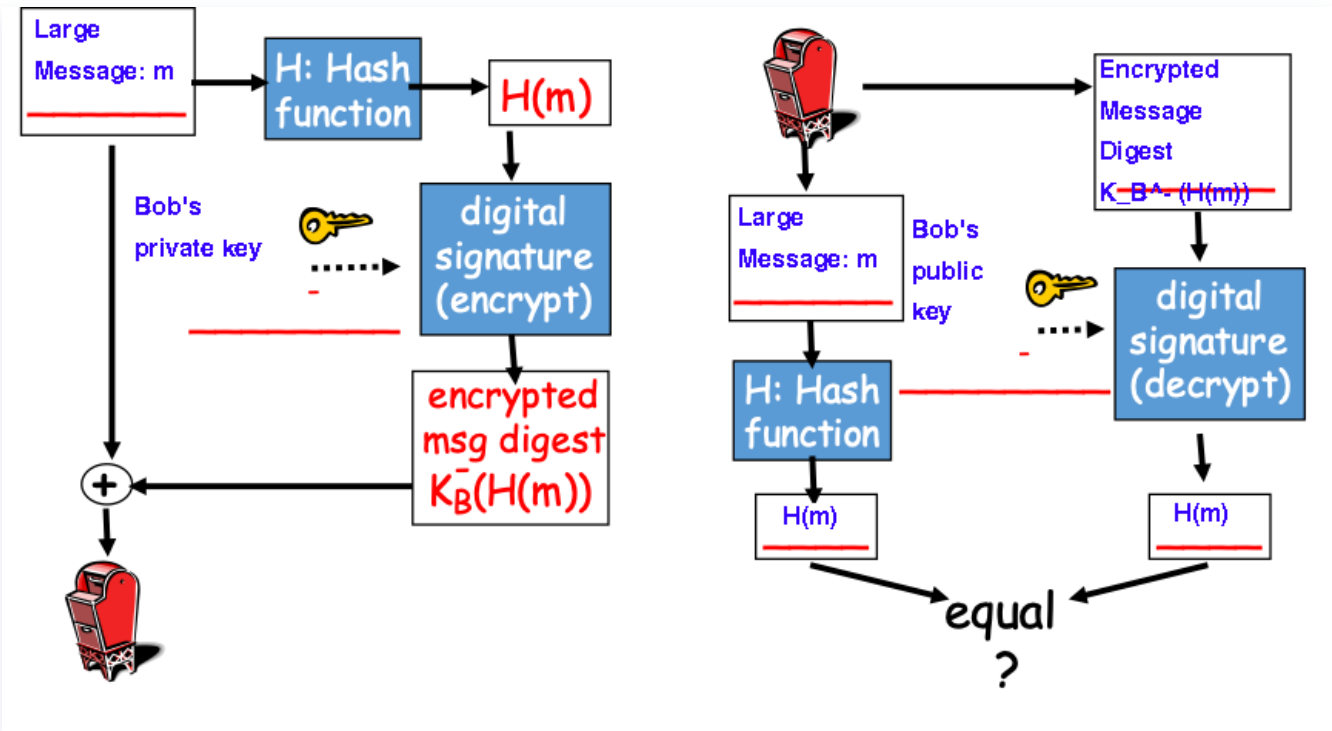 Large
Message: m
H: Hash
function
H(m)
Bob's
private key
-
digital
signature
(encrypt)
encrypted
msg digest
K_B^-(H(m))
+
Encrypted
Message
Digest
K_B^- (H(m))
Large
Message: m
Bob's
public
key
-
digital
signature
(decrypt)
H: Hash
function
H(m)
H(m)
equal
?